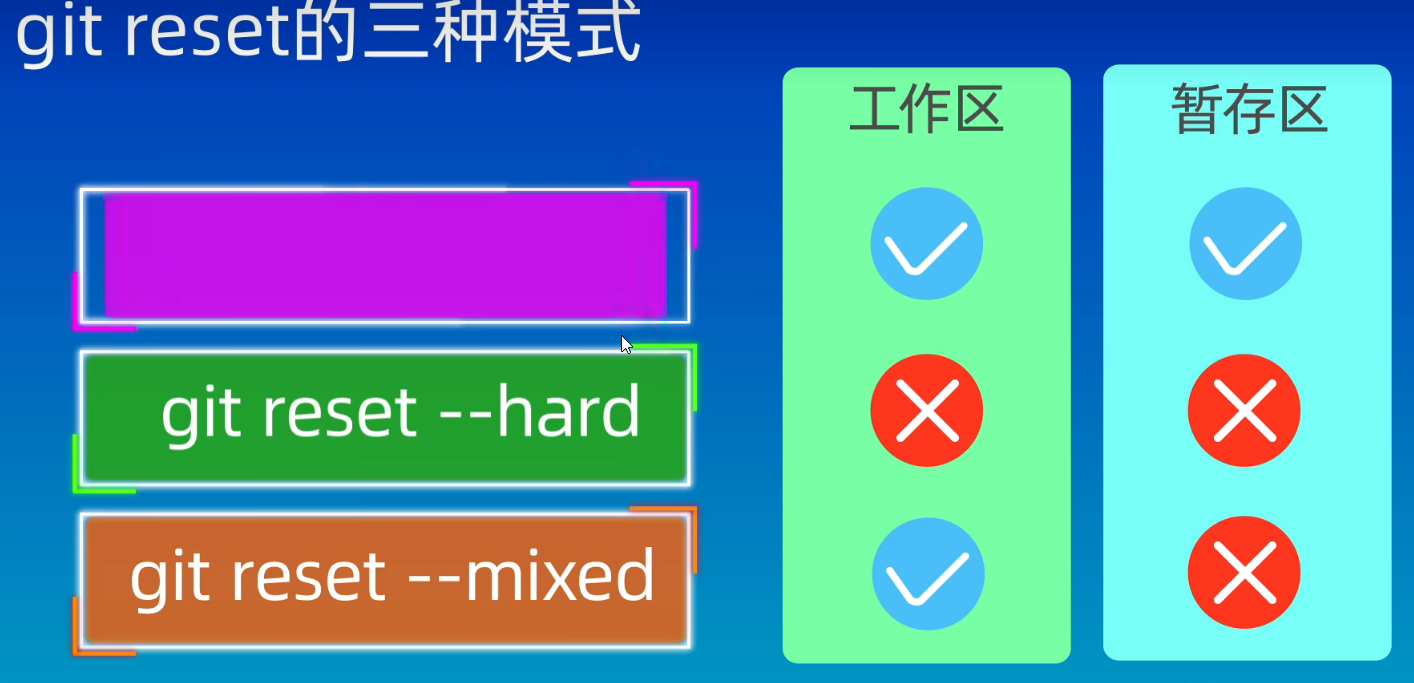 git reset的三种模式
工作区
暂存区
git reset --hard
git reset --mixed